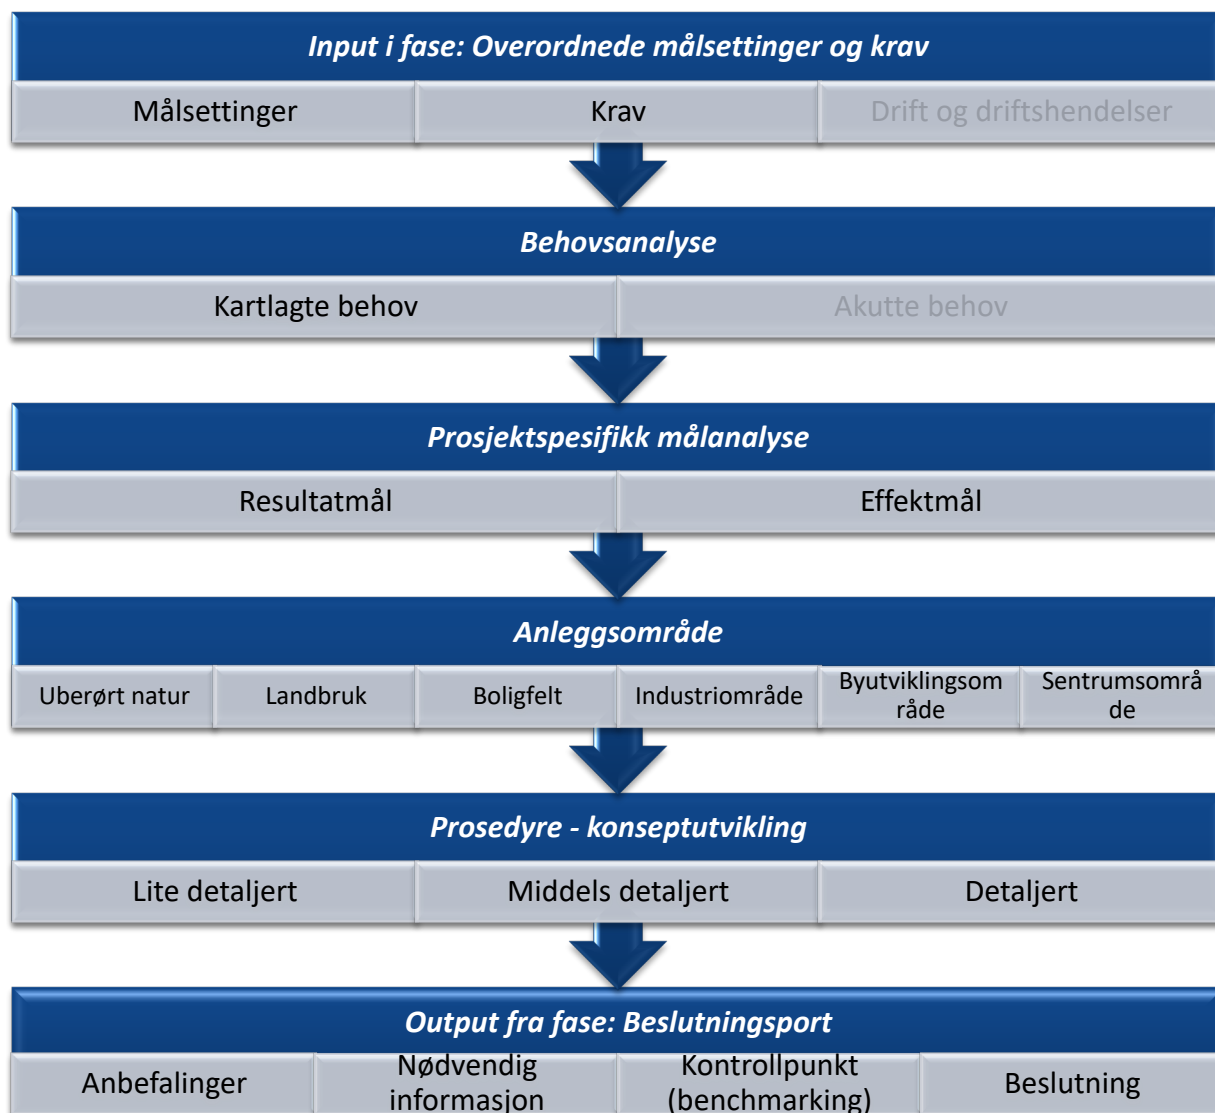 Input i fase: Overordnede målsettinger og krav
Målsettinger
Krav
Drift og driftshendelser
Behovsanalyse
Kartlagte behov
Akutte behov
Prosjektspesifikk målanalyse
Resultatmål
Effektmål
Anleggsområde
Uberørt natur
Landbruk
Boligfelt
Industriområde
Byutviklingsom
råde
Sentrumsområ
de
Prosedyre - konseptutvikling
Lite detaljert
Middels detaljert
Detaljert
Output fra fase: Beslutningsport
Anbefalinger
Nødvendig
informasjon
Kontrollpunkt
(benchmarking)
Beslutning